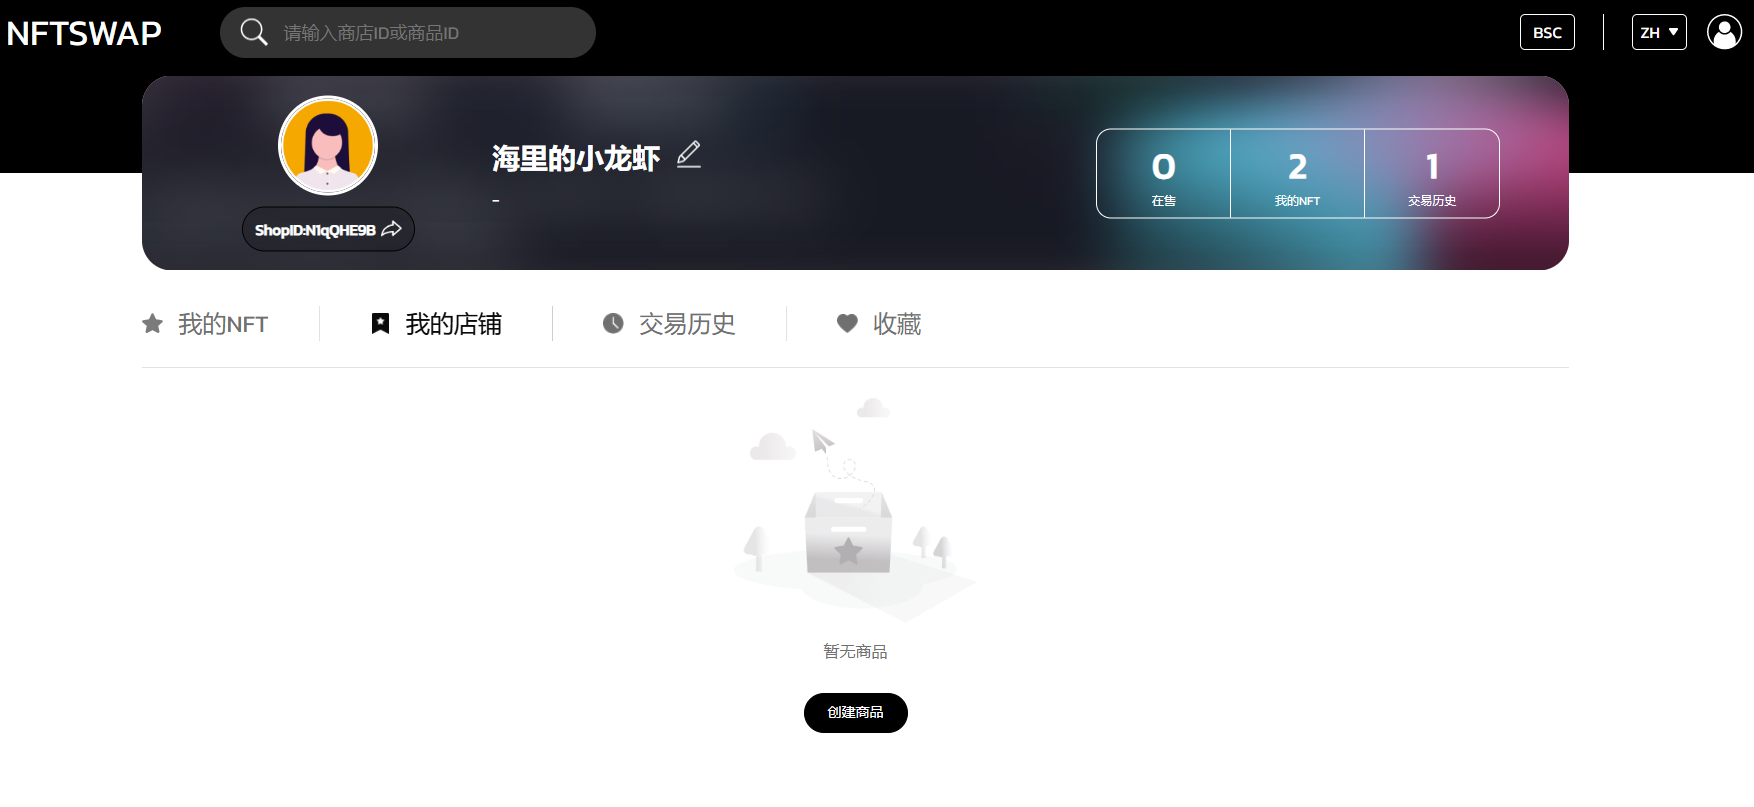 NFTSWAP
请输入商店ID或商品ID
BSC
ZH
海里的小龙虾
-
ShopID:N1qQHE9B
0
在售
2
我的NFT
1
交易历史
我的NFT
我的店铺
交易历史
收藏
暂无商品
创建商品